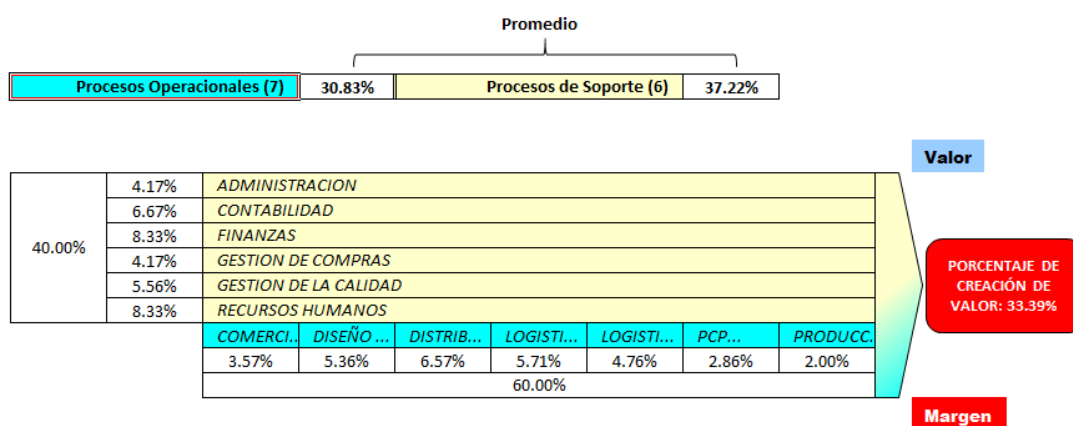 Promedio
Procesos Operacionales (7) 30.83% Procesos de Soporte (6) 37.22%
Valor
40.00%
4.17% ADMINISTRACION
6.67% CONTABILIDAD
8.33% FINANZAS
4.17% GESTION DE COMPRAS
5.56% GESTION DE LA CALIDAD
8.33% RECURSOS HUMANOS
PORCENTAJE DE
CREACIÓN DE
VALOR: 33.39%
COMERCI.. DISEÑO ... DISTRIB... LOGISTI... LOGISTI... PCP... PRODUCC.
3.57% 5.36% 6.57% 5.71% 4.76% 2.86% 2.00%
60.00%
Margen